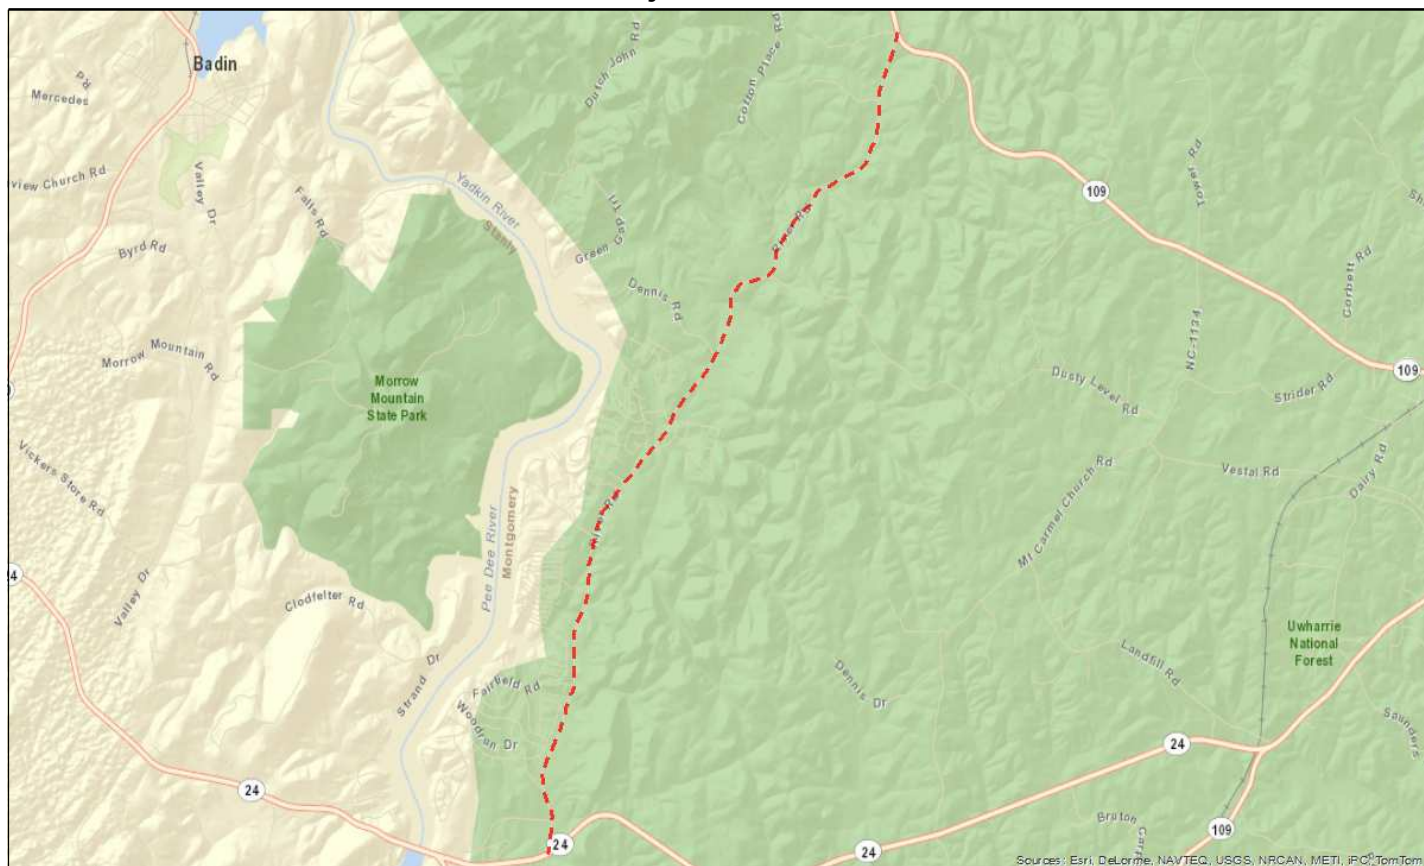 Badin
Rd
Mercedes
Valley Dr
Falls Rd
Byrd Rd
Morrow Mountain Rd
Morrow
Mountain
State Park
Vickers Store Rd
24
Valley Dr
Clodfelter Rd
Strand Dr
24
Yadkin River
Stanly
Pee Dee River
Montgomery
Dutch John Rd
Cotton Place Rd
Green Gap Trl
Dennis Rd
River Rd
River Rd
Fairfield Rd
Woodrun Dr
24
109
Tower Rd
Corbett Rd
109
NC-1134
Dusty Level Rd
Strider Rd
Mt Carmel Church Rd
Vestal Rd
Dairy Rd
Uwharrie
National
Forest
Landfill Rd
Dennis Dr
24
Saunders
24
109
Sources: Esri, DeLorme, NAVTEQ, USGS, NRCAN, METI, iPC, TomTom